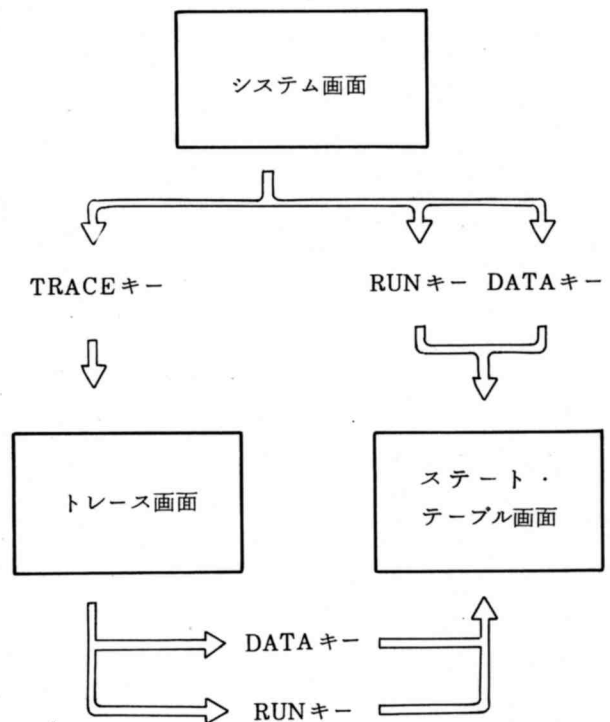 システム画面
TRACEキー
RUNキー DATAキー
トレース画面
ステート・
テーブル画面
DATAキー
RUNキー